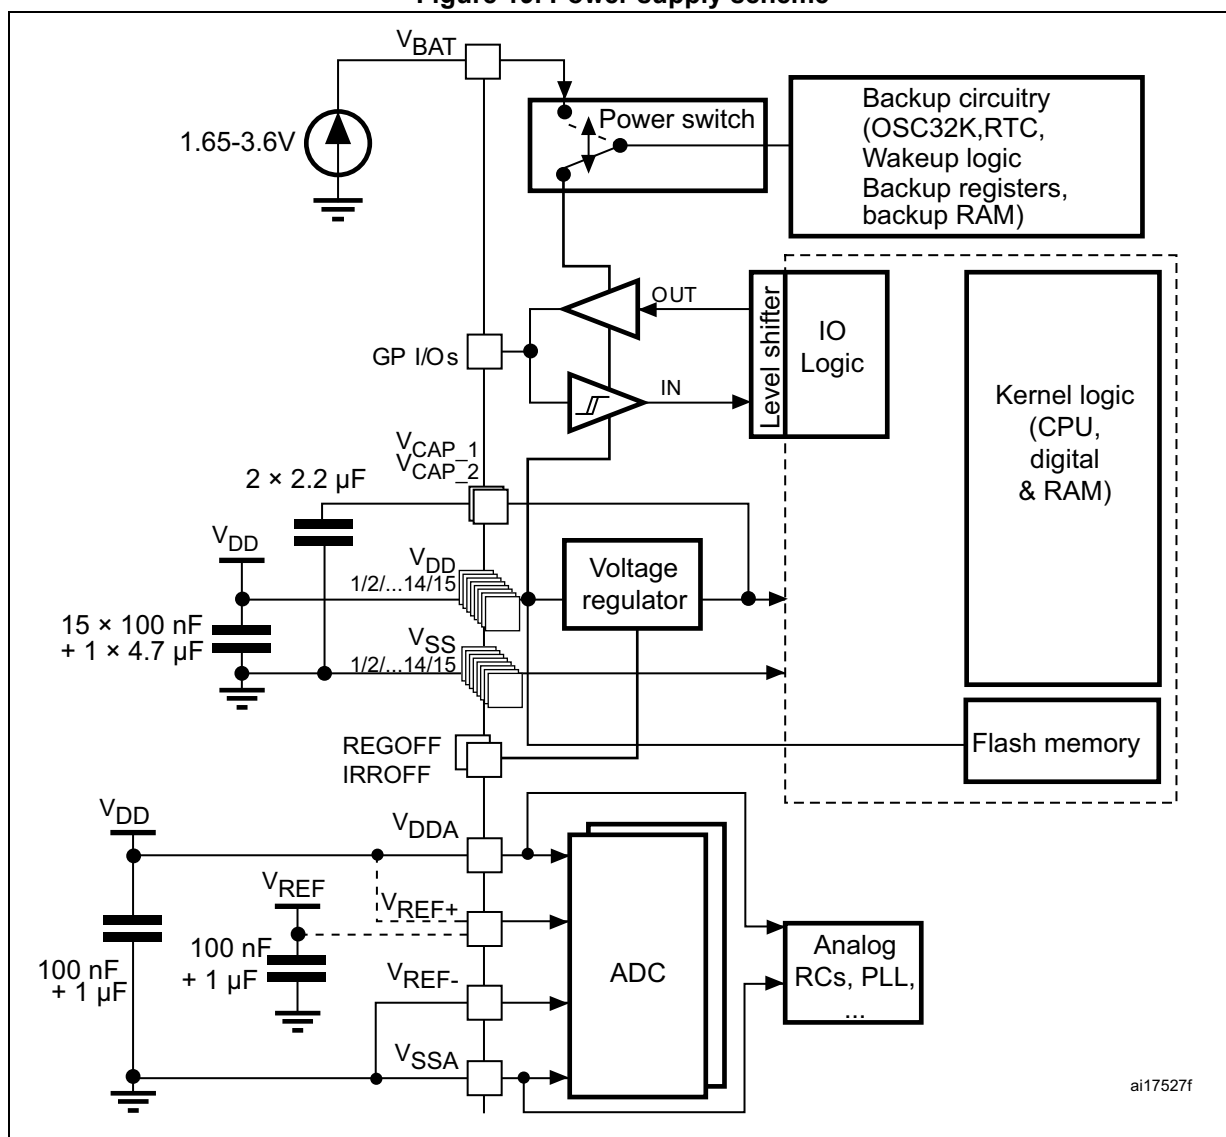 Figure 19. Power supply scheme
VBAT
1.65-3.6V
Power switch
Backup circuitry
(OSC32K,RTC,
Wakeup logic
Backup registers,
backup RAM)
OUT
GP I/Os
IN
Level shifter
IO
Logic
Kernel logic
(CPU,
digital
& RAM)
VCAP_1
VCAP_2
2 × 2.2 µF
VDD
VDD
1/2/...14/15
Voltage
regulator
15 × 100 nF
+ 1 × 4.7 µF
VSS
1/2/...14/15
REGOFF
IRROFF
Flash memory
VDD
VDDA
VREF
VREF+
100 nF
+ 1 µF
100 nF
+ 1 µF
VREF-
ADC
Analog
RCs, PLL,
...
VSSA
ai17527f